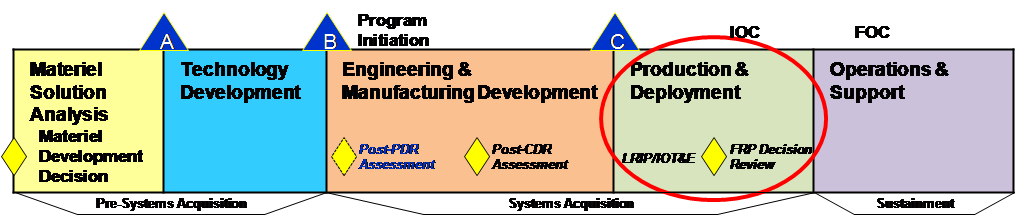 Program
Initiation
IOC
FOC
A
B
C
Materiel
Solution
Analysis
Materiel
Development
Decision
Technology
Development
Engineering &
Manufacturing Development
Post-PDR
Assessment
Post-CDR
Assessment
Production &
Deployment
LRIP/IOT&E
FRP Decision
Review
Operations &
Support
Pre-Systems Acquisition
Systems Acquisition
Sustainment